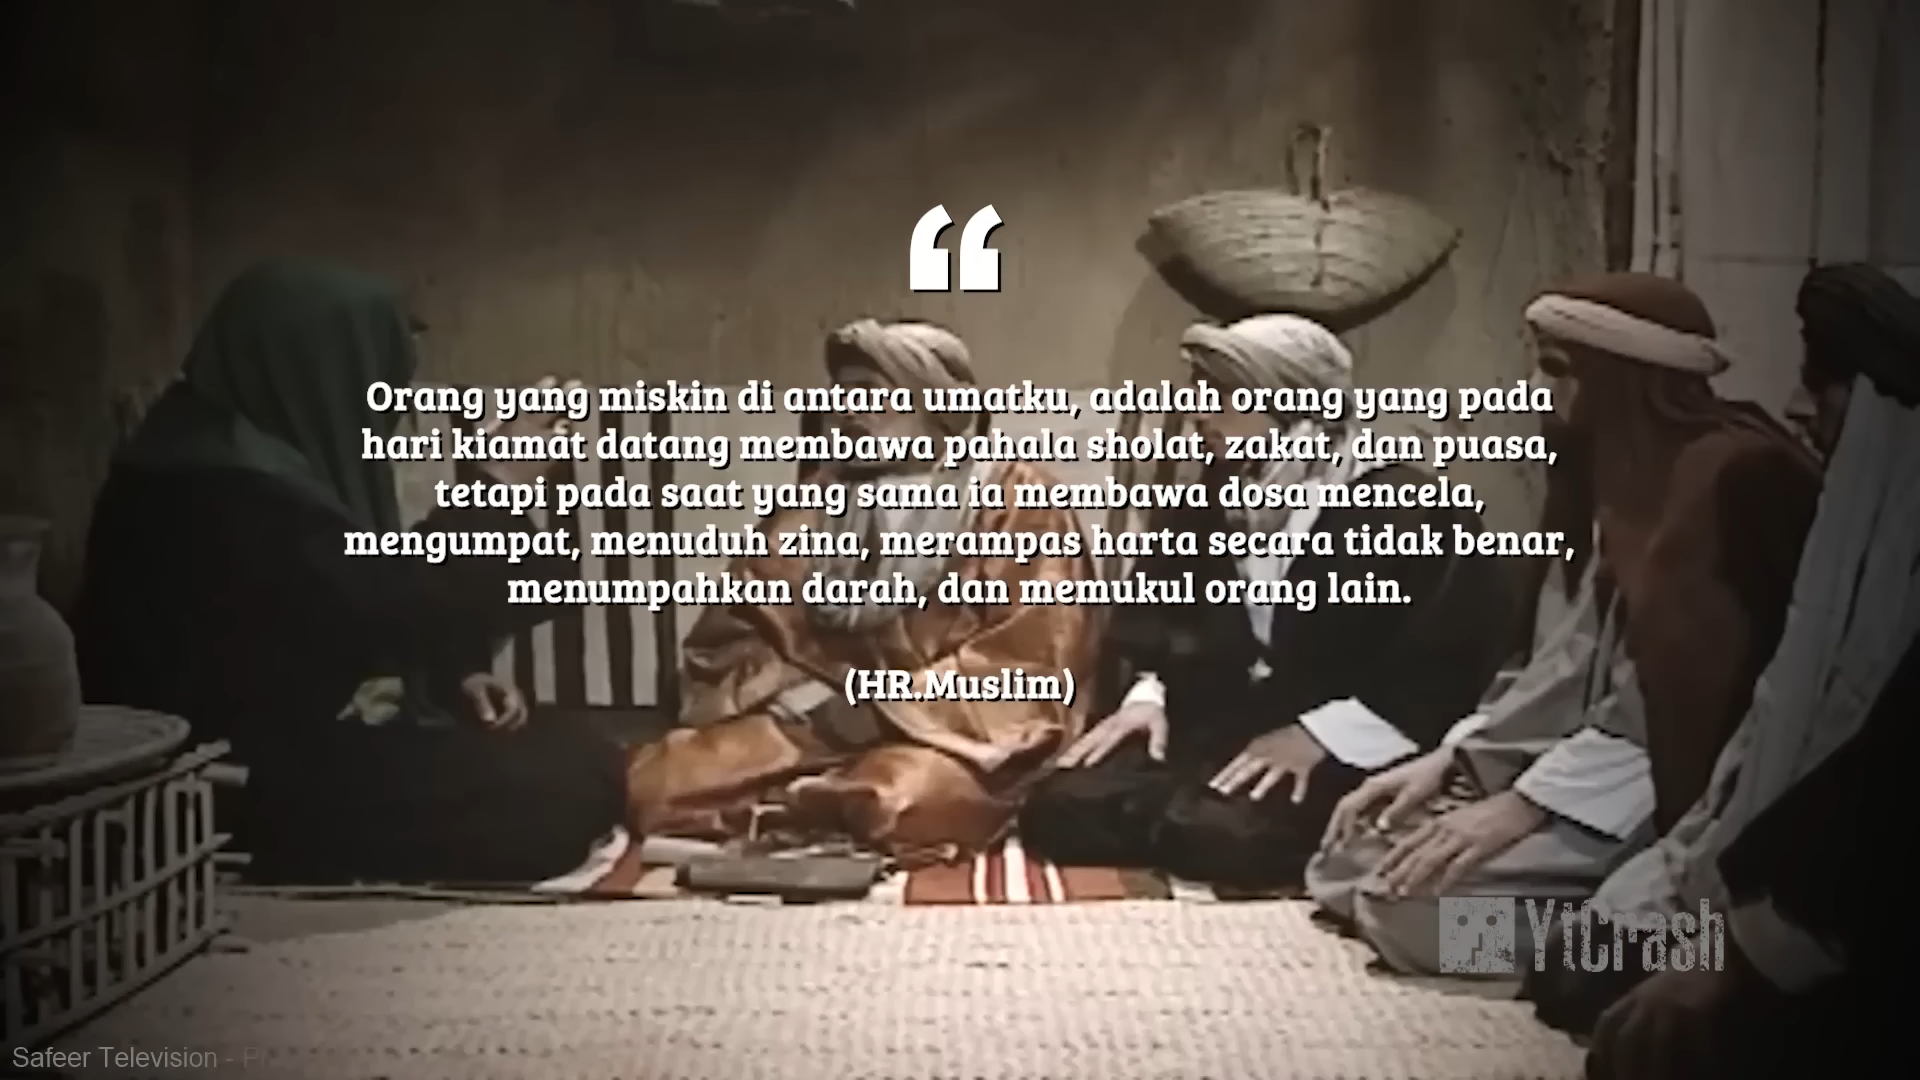 “
Orang yang miskin di antara umatku, adalah orang yang pada
hari kiamat datang membawa pahala sholat, zakat, dan puasa,
tetapi pada saat yang sama ia membawa dosa mencela,
mengumpat, menuduh zina, merampas harta secara tidak benar,
menumpahkan darah, dan memukul orang lain.
(HR.Muslim)
YtCrash
Safeer Television -